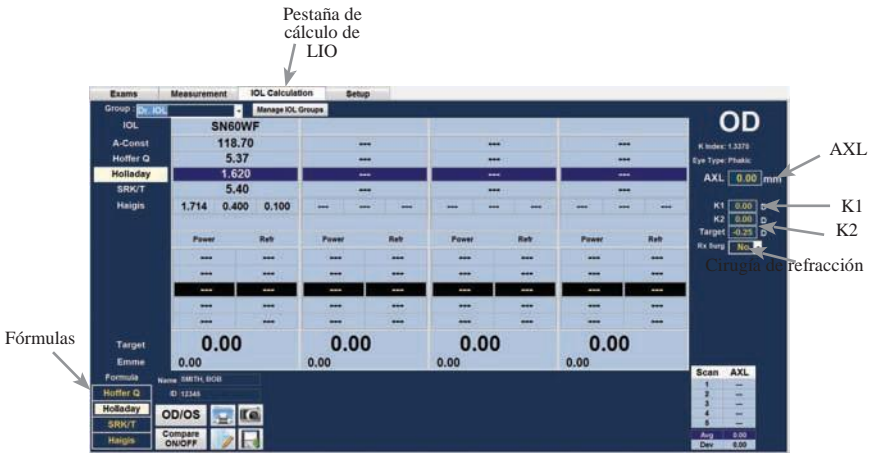 Pestaña de
cálculo de
LIO
Exams Measurement IOL Calculation Setup
Group : Dr. IOL Manage IOL Groups
OD
IOL SN60WF
A-Const 118.70 --- --- ---
K Index: 1.3375
Hoffer Q 5.37 --- --- ---
Eye Type: Phakic
Holladay 1.620 --- --- ---
AXL 0.00 mm
AXL
SRK/T 5.40 --- --- ---
Haigis 1.714 0.400 0.100 --- --- --- --- --- --- --- --- ---
K1 0.00 D
K1
K2 0.00 D
K2
Power Refr Power Refr Power Refr Power Refr
Target -0.25 D
Rx Surg No
Cirugía de refracción
--- --- --- --- --- --- --- ---
--- --- --- --- --- --- --- ---
--- --- --- --- --- --- --- ---
--- --- --- --- --- --- --- ---
--- --- --- --- --- --- --- ---
Fórmulas
Target 0.00 0.00 0.00 0.00
Emme 0.00 0.00 0.00 0.00
Formula
Name SMITH, BOB
Hoffer Q
ID 12345
Holladay
SRK/T
Haigis
OD/OS
Compare
ON/OFF
Scan AXL
1 ---
2 ---
3 ---
4 ---
5 ---
Avg 0.00
Dev 0.00